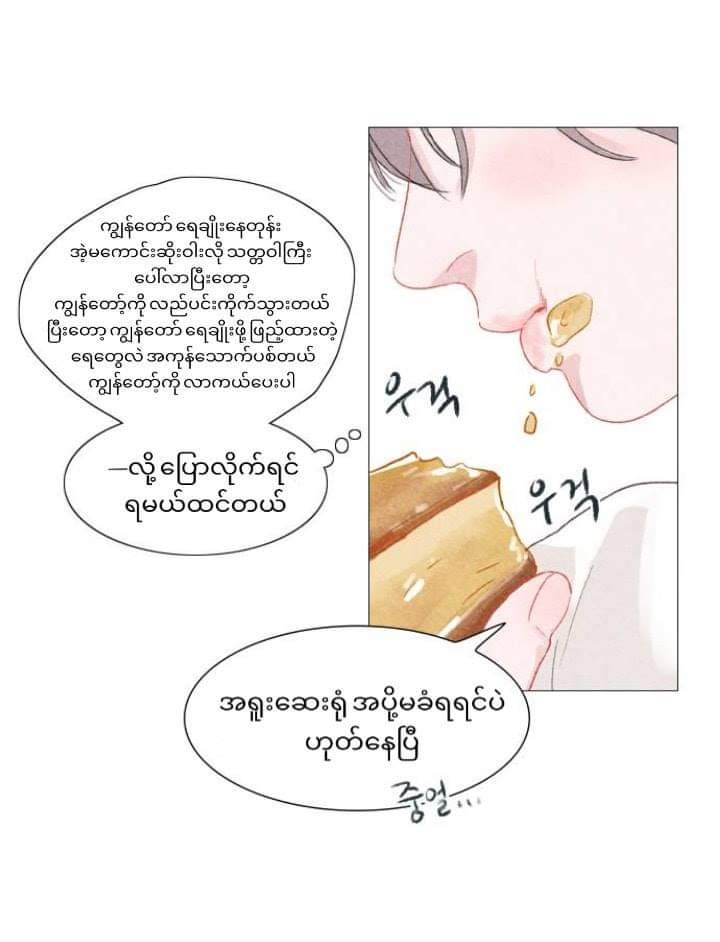 ကျွန်တော် ရေချိုးနေတုန်း
အဲ့မကောင်းဆိုးဝါးလို သတ္တဝါကြီး
ပေါ်လာပြီးတော့
ကျွန်တော့်ကို လည်ပင်းကိုက်သွားတယ်
ပြီးတော့ ကျွန်တော် ရေချိုးဖို့ ဖြည့်ထားတဲ့
ရေတွေလဲ အကုန်သောက်ပစ်တယ်
ကျွန်တော့်ကို လာကယ်ပေးပါ
—လို့ ပြောလိုက်ရင်
ရမယ်ထင်တယ်
우걱
우걱
အရူးဆေးရုံ အပို့မခံရရင်ပဲ
ဟုတ်နေပြီ
중얼...